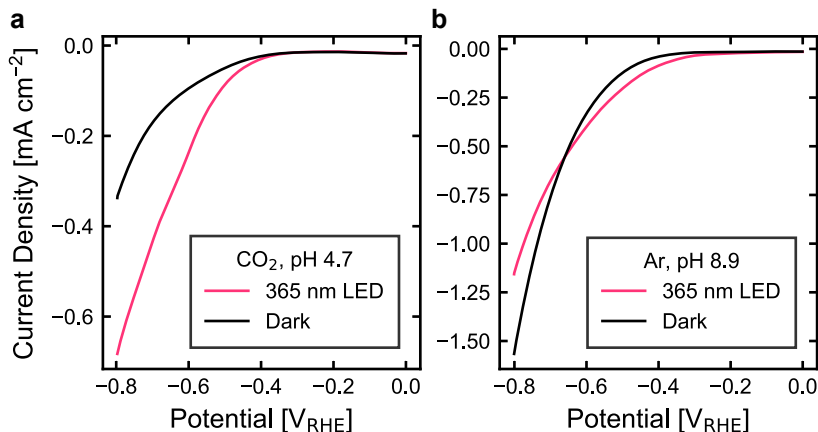 a
Current Density [mA cm⁻²]
0.0
−0.2
−0.4
−0.6
CO₂, pH 4.7
365 nm LED
Dark
−0.8 −0.6 −0.4 −0.2 0.0
Potential [V_RHE]
b
0.00
−0.25
−0.50
−0.75
−1.00
−1.25
−1.50
Ar, pH 8.9
365 nm LED
Dark
−0.8 −0.6 −0.4 −0.2 0.0
Potential [V_RHE]